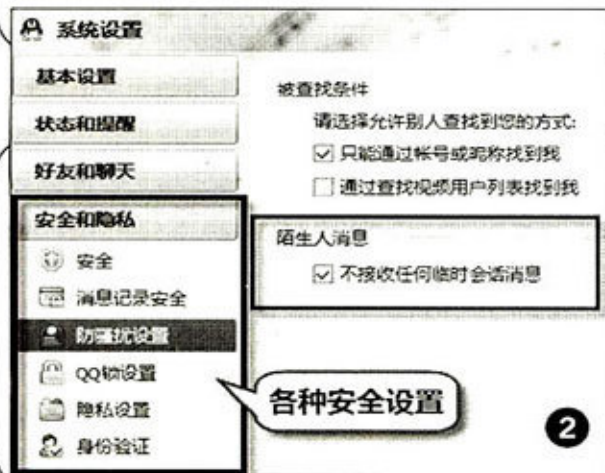 系统设置
基本设置
状态和提醒
好友和聊天
安全和隐私
安全
消息记录安全
防骚扰设置
QQ锁设置
隐私设置
身份验证
被查找条件
请选择允许别人查找到您的方式:
只能通过帐号或昵称找到我
通过查找视频用户列表找到我
陌生人消息
不接收任何临时会话消息
各种安全设置
2